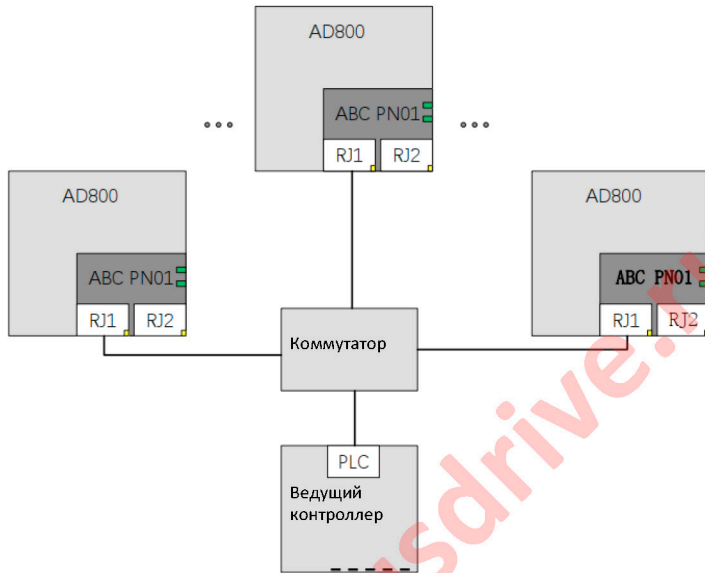 AD800
ABC PN01
RJ1 RJ2
AD800
ABC PN01
RJ1 RJ2
AD800
ABC PN01
RJ1 RJ2
Коммутатор
PLC
Ведущий
контроллер
usdrive.r